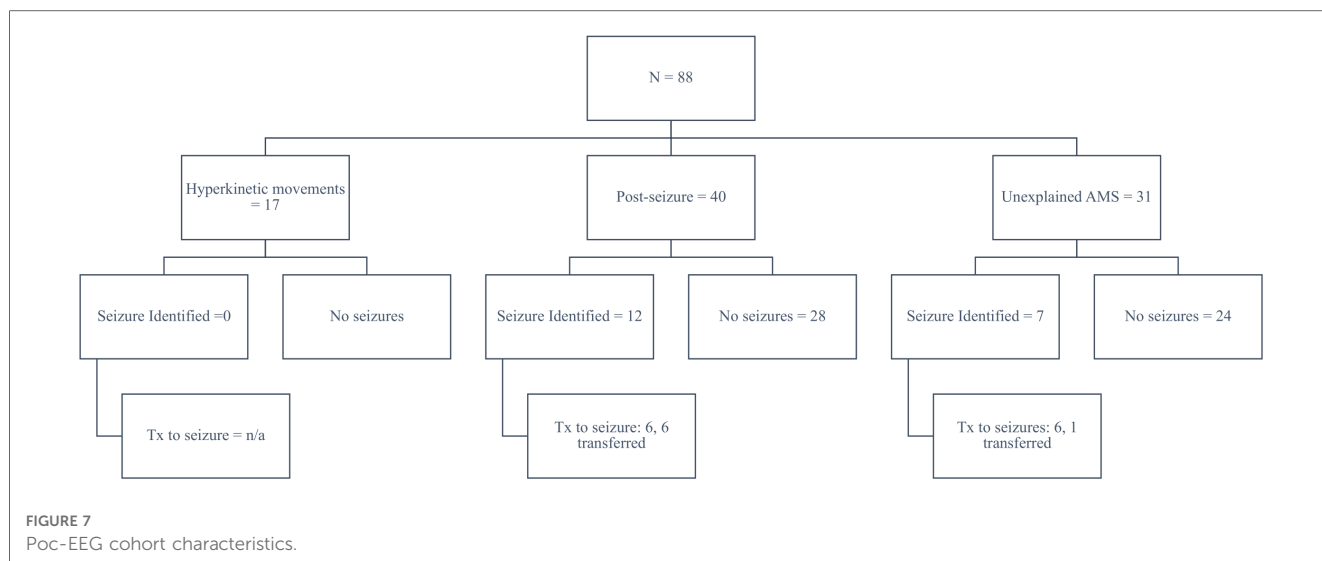 N = 88
Hyperkinetic movements
= 17
Post-seizure = 40
Unexplained AMS = 31
Seizure Identified =0
No seizures
Seizure Identified = 12
No seizures = 28
Seizure Identified = 7
No seizures = 24
Tx to seizure = n/a
Tx to seizure: 6, 6
transferred
Tx to seizures: 6, 1
transferred
FIGURE 7
Poc-EEG cohort characteristics.